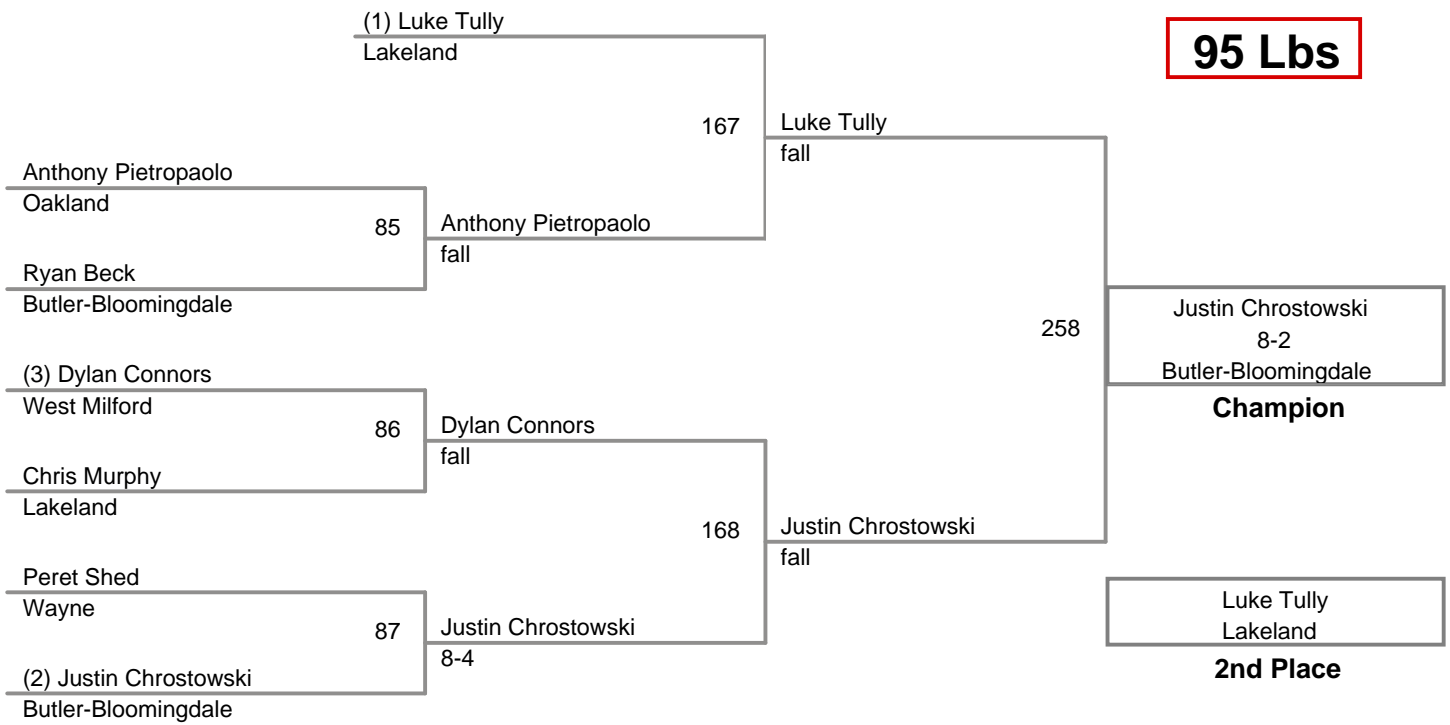 (1) Luke Tully
Lakeland
95 Lbs
167
Luke Tully
fall
Anthony Pietropaolo
Oakland
85
Anthony Pietropaolo
fall
Ryan Beck
Butler-Bloomingdale
258
Justin Chrostowski
8-2
Butler-Bloomingdale
Champion
(3) Dylan Connors
West Milford
86
Dylan Connors
fall
Chris Murphy
Lakeland
168
Justin Chrostowski
fall
Peret Shed
Wayne
87
Justin Chrostowski
8-4
(2) Justin Chrostowski
Butler-Bloomingdale
Luke Tully
Lakeland
2nd Place